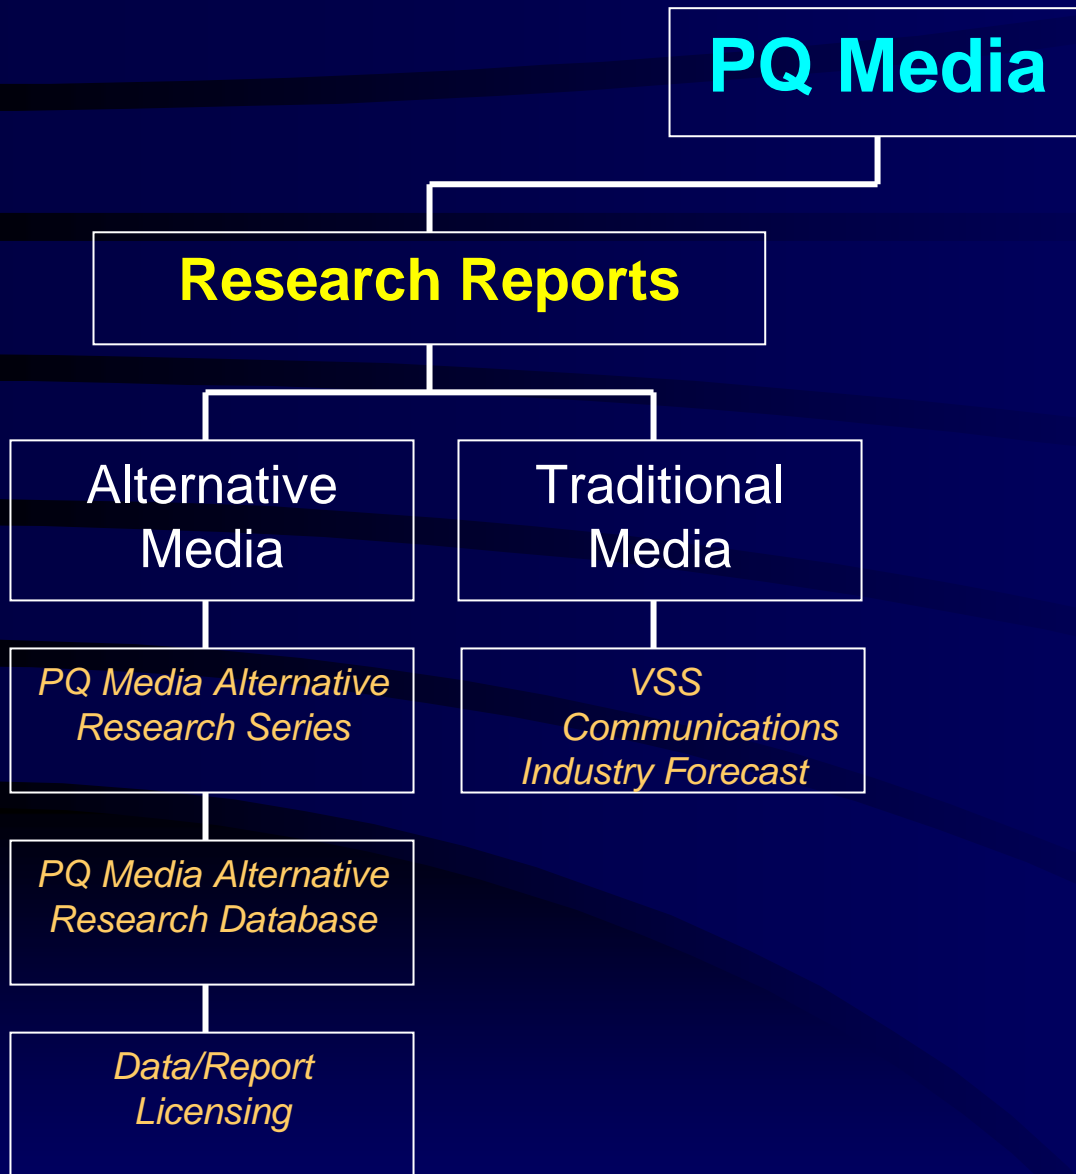 PQ Media
Research Reports
Alternative
Media
Traditional
Media
PQ Media Alternative
Research Series
VSS
Communications
Industry Forecast
PQ Media Alternative
Research Database
Data/Report
Licensing